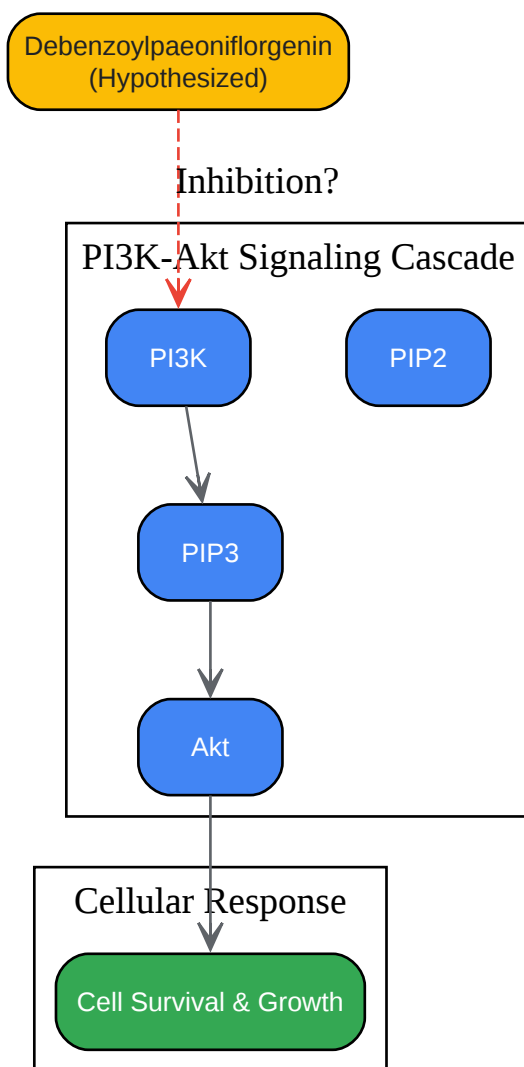 Debenzoylpaeoniflorgenin
(Hypothesized)
Inhibition?
PI3K-Akt Signaling Cascade
PI3K
PIP2
PIP3
Akt
Cellular Response
Cell Survival & Growth